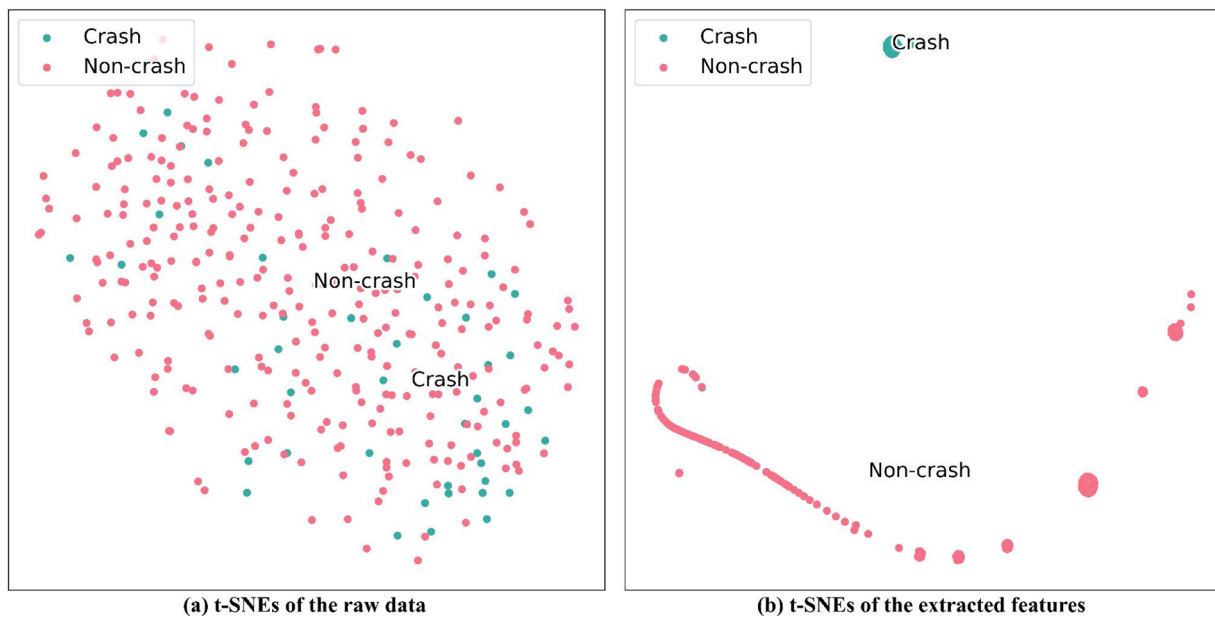 Crash
Non-crash
Non-crash
Crash
(a) t-SNEs of the raw data
Crash
Non-crash
Crash
Non-crash
(b) t-SNEs of the extracted features